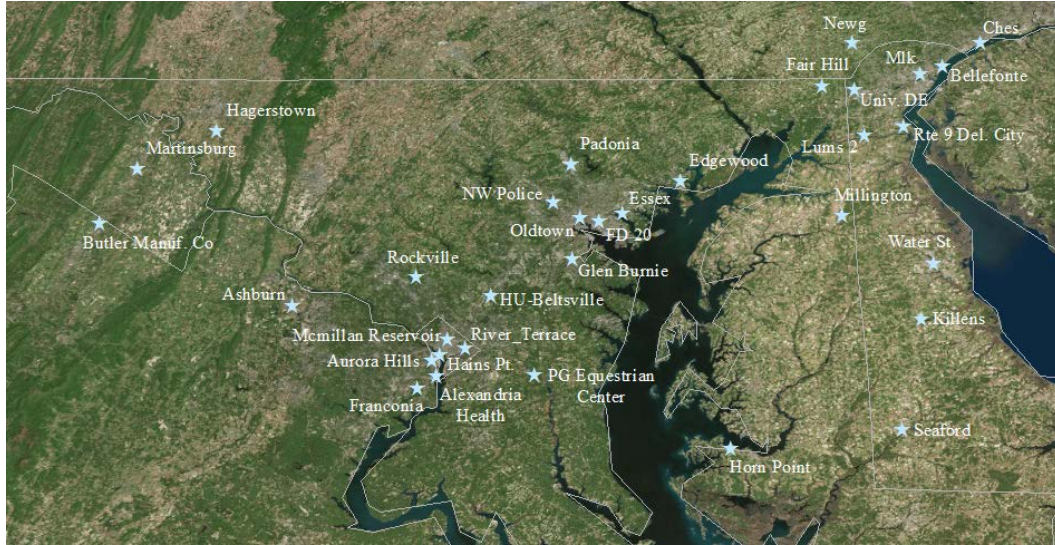 Newg
Ches
Fair Hill
Mlk
Bellefonte
Univ. DE
Hagerstown
Rte 9 Del. City
Lums 2
Martinsburg
Padonia
Edgewood
NW Police
Essex
Millington
Oldtown
FD 20
Butler Manuf. Co
Water St.
Rockville
Glen Burnie
Ashburn
HU-Beltsville
Killens
Mcmillan Reservoir
River_Terrace
Aurora Hills
Hains Pt.
PG Equestrian
Center
Franconia
Alexandria
Health
Seaford
Horn Point